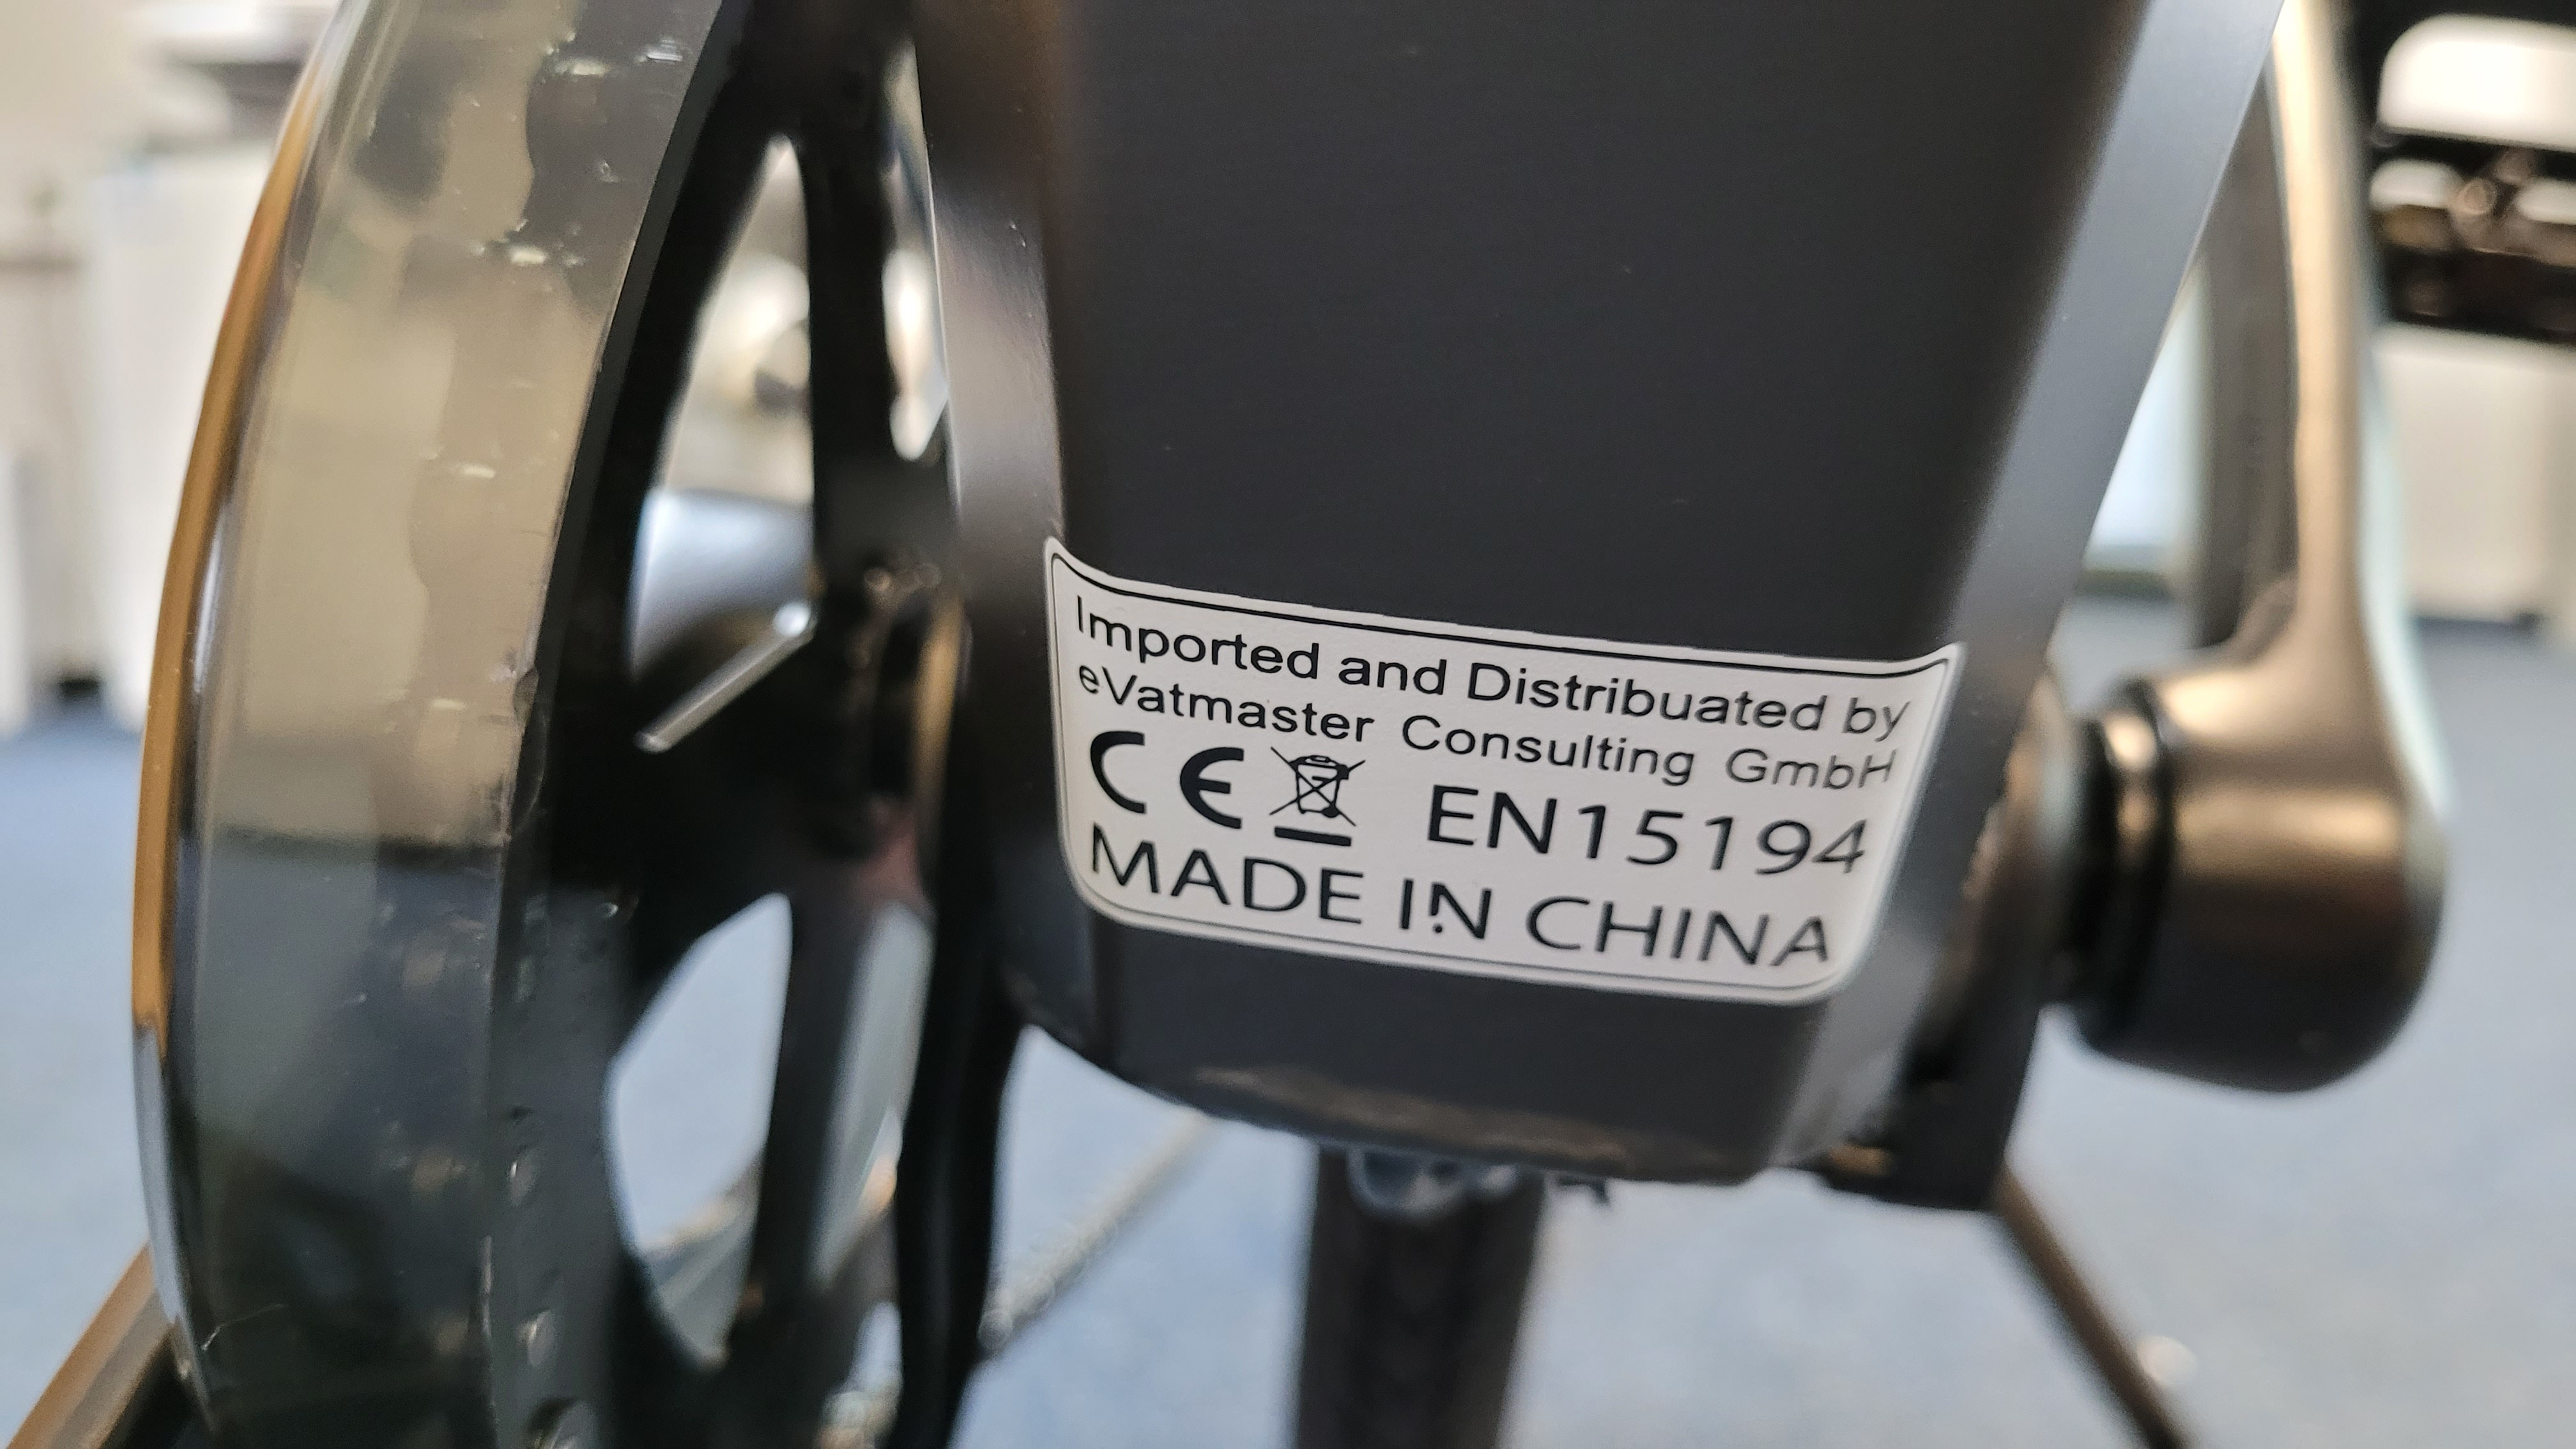 Imported and Distribuated by
eVatmaster Consulting GmbH
CE EN15194
MADE IN CHINA